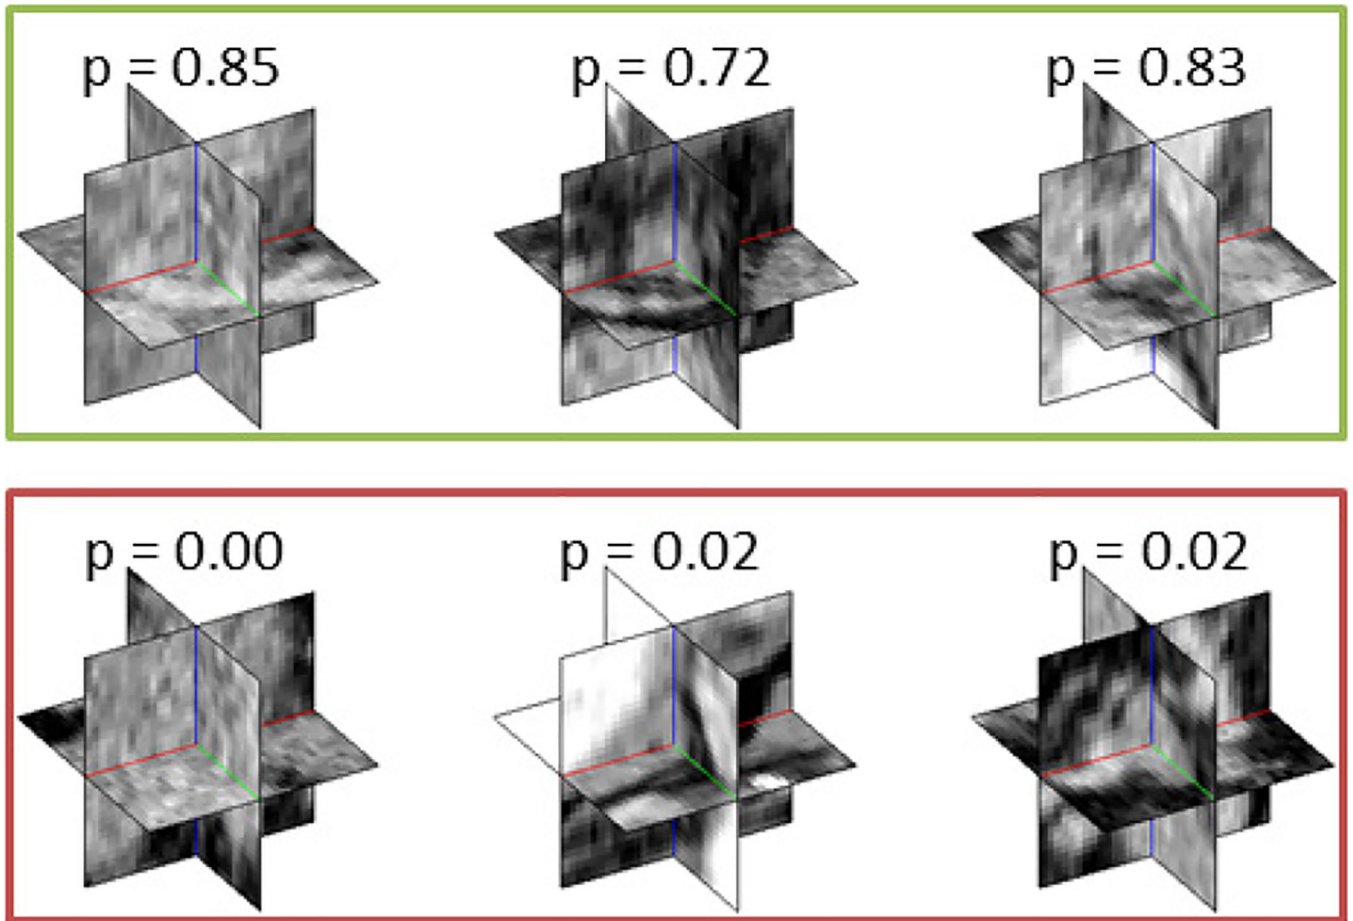 p = 0.85 p = 0.72 p = 0.83
p = 0.00 p = 0.02 p = 0.02